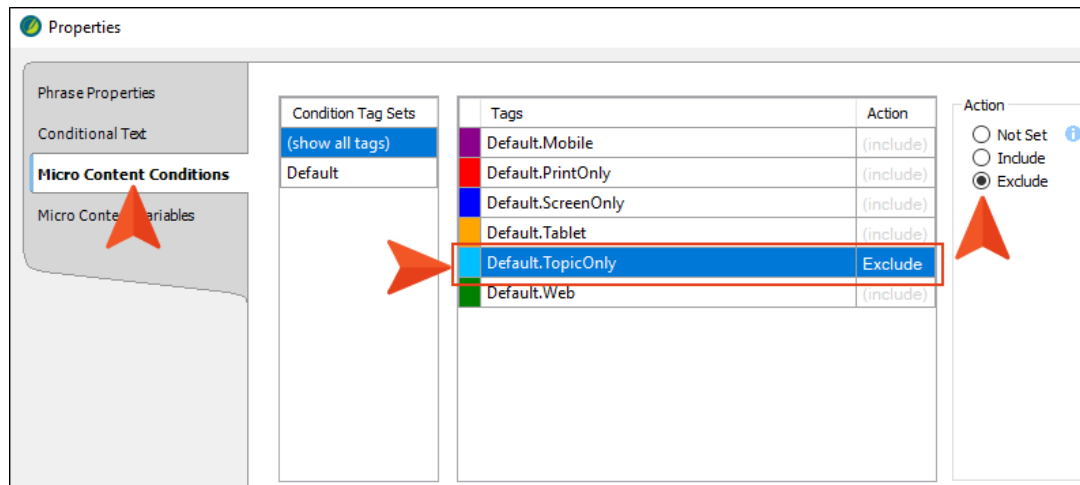 Properties
Phrase Properties
Conditional Text
Micro Content Conditions
Micro Content Variables
Condition Tag Sets
(show all tags)
Default
Tags Action
Default.Mobile (include)
Default.PrintOnly (include)
Default.ScreenOnly (include)
Default.Tablet (include)
Default.TopicOnly Exclude
Default.Web (include)
Action
Not Set
Include
Exclude